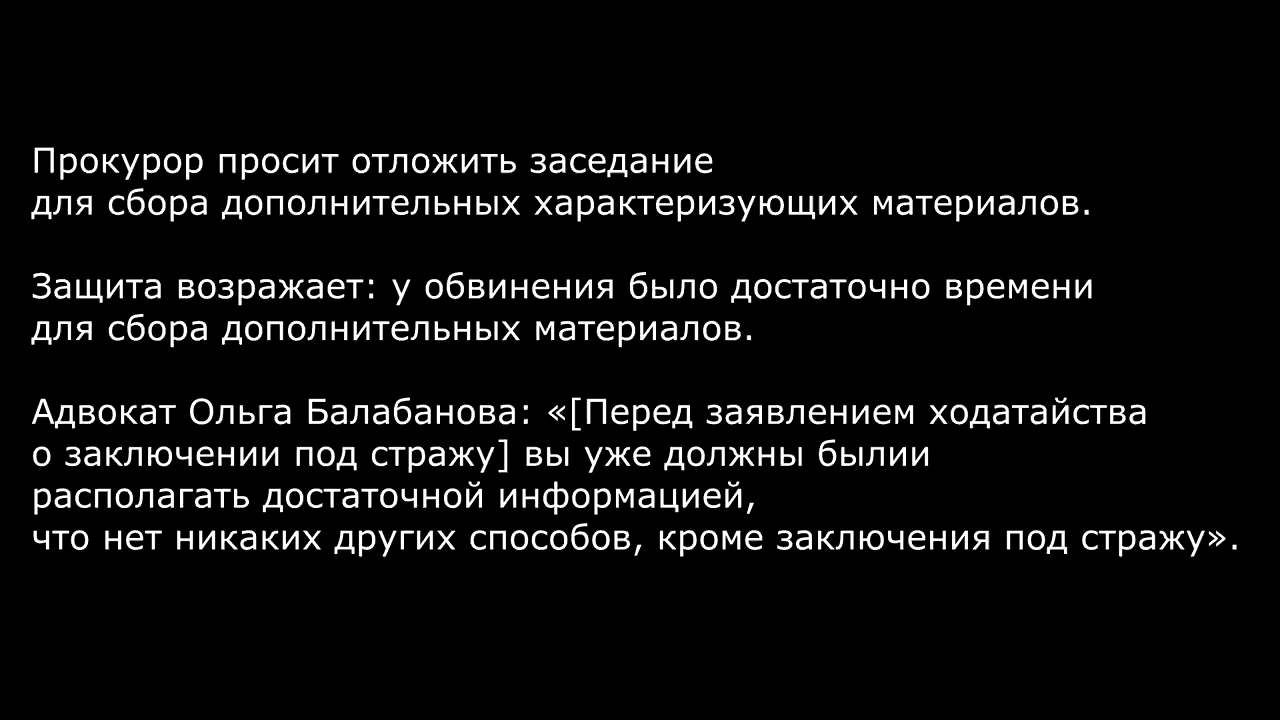 Прокурор просит отложить заседание
для сбора дополнительных характеризующих материалов.
Защита возражает: у обвинения было достаточно времени
для сбора дополнительных материалов.
Адвокат Ольга Балабанова: «[Перед заявлением ходатайства
о заключении под стражу] вы уже должны былии
располагать достаточной информацией,
что нет никаких других способов, кроме заключения под стражу».